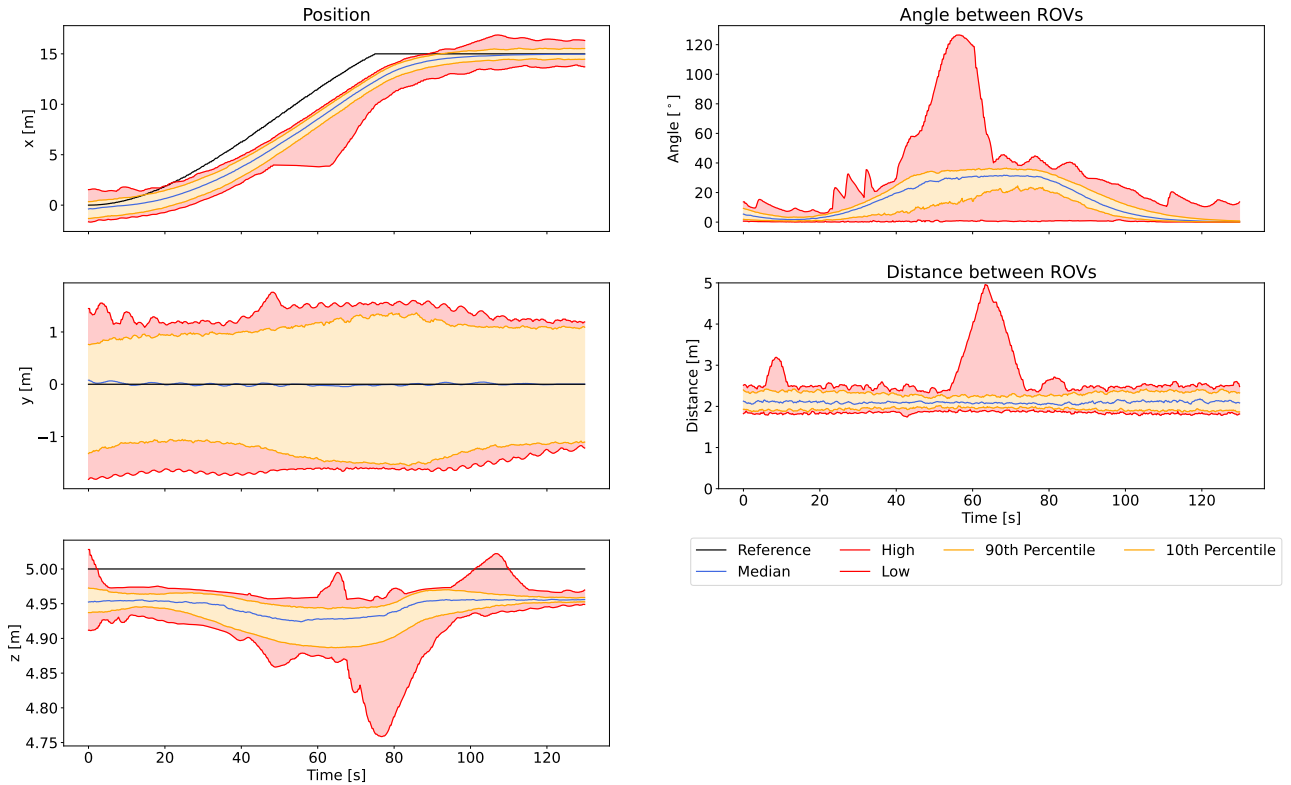 Position
x [m]
15
10
5
0
y [m]
1
0
−1
z [m]
5.00
4.95
4.90
4.85
4.80
4.75
0 20 40 60 80 100 120
Time [s]
Angle between ROVs
Angle [°]
120
100
80
60
40
20
0
Distance between ROVs
Distance [m]
5
4
3
2
1
0
0 20 40 60 80 100 120
Time [s]
Reference High 90th Percentile 10th Percentile
Median Low